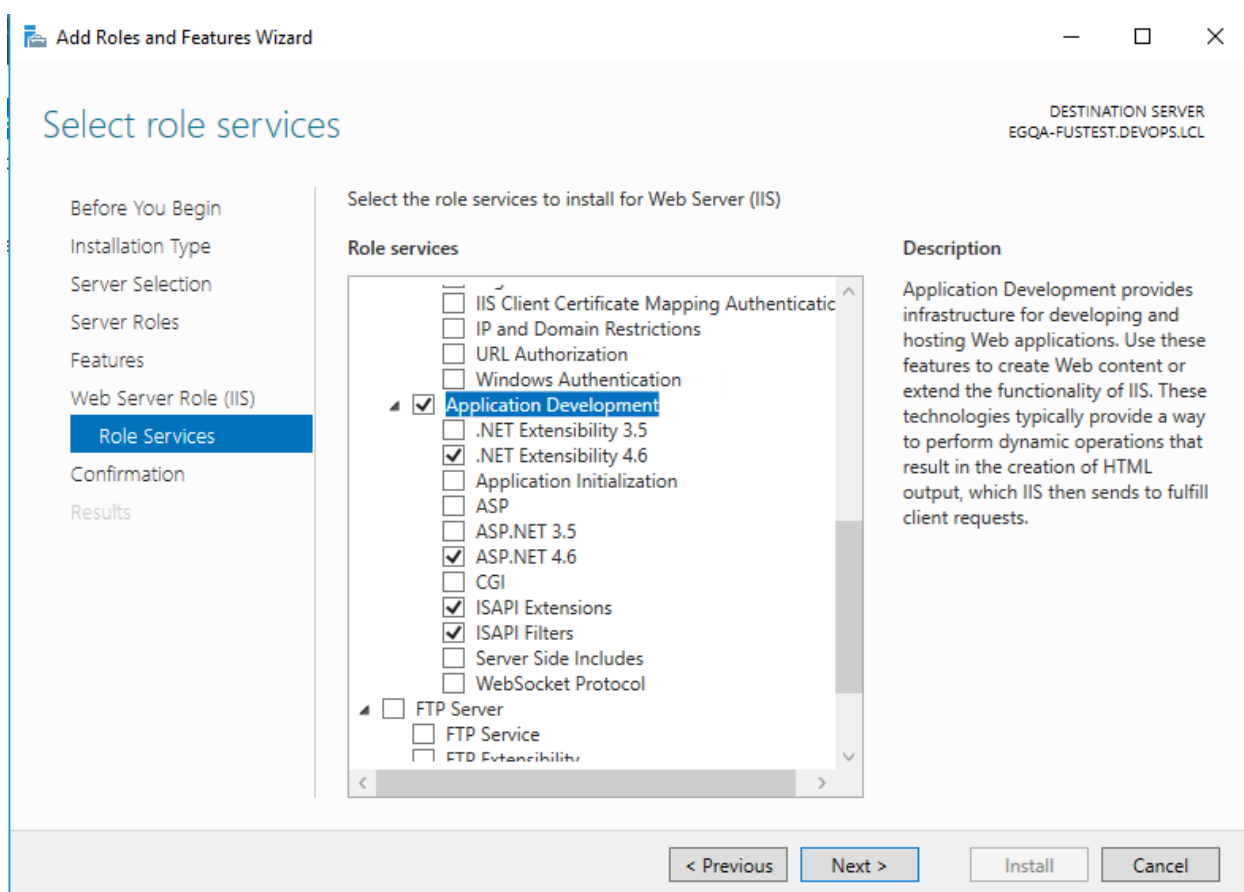 Add Roles and Features Wizard
Select role services
DESTINATION SERVER
EGQA-FUSTEST.DEVOPS.LCL
Before You Begin
Installation Type
Server Selection
Server Roles
Features
Web Server Role (IIS)
Role Services
Confirmation
Results
Select the role services to install for Web Server (IIS)
Role services
IIS Client Certificate Mapping Authenticatic
IP and Domain Restrictions
URL Authorization
Windows Authentication
Application Development
.NET Extensibility 3.5
.NET Extensibility 4.6
Application Initialization
ASP
ASP.NET 3.5
ASP.NET 4.6
CGI
ISAPI Extensions
ISAPI Filters
Server Side Includes
WebSocket Protocol
FTP Server
FTP Service
FTP Extensibility
Description
Application Development provides
infrastructure for developing and
hosting Web applications. Use these
features to create Web content or
extend the functionality of IIS. These
technologies typically provide a way
to perform dynamic operations that
result in the creation of HTML
output, which IIS then sends to fulfill
client requests.
< Previous
Next >
Install
Cancel